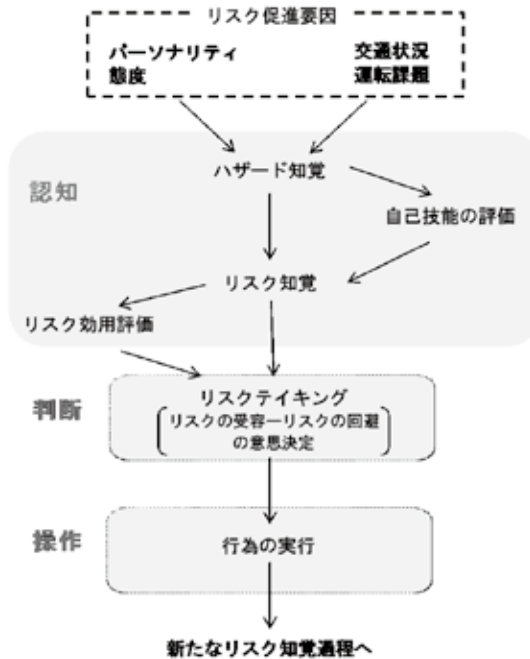 リスク促進要因
パーソナリティ
態度
交通状況
運転課題
ハザード知覚
認知
自己技能の評価
リスク知覚
リスク効用評価
判断
リスクテイキング
リスクの受容ーリスクの回避
の意思決定
操作
行為の実行
新たなリスク知覚過程へ